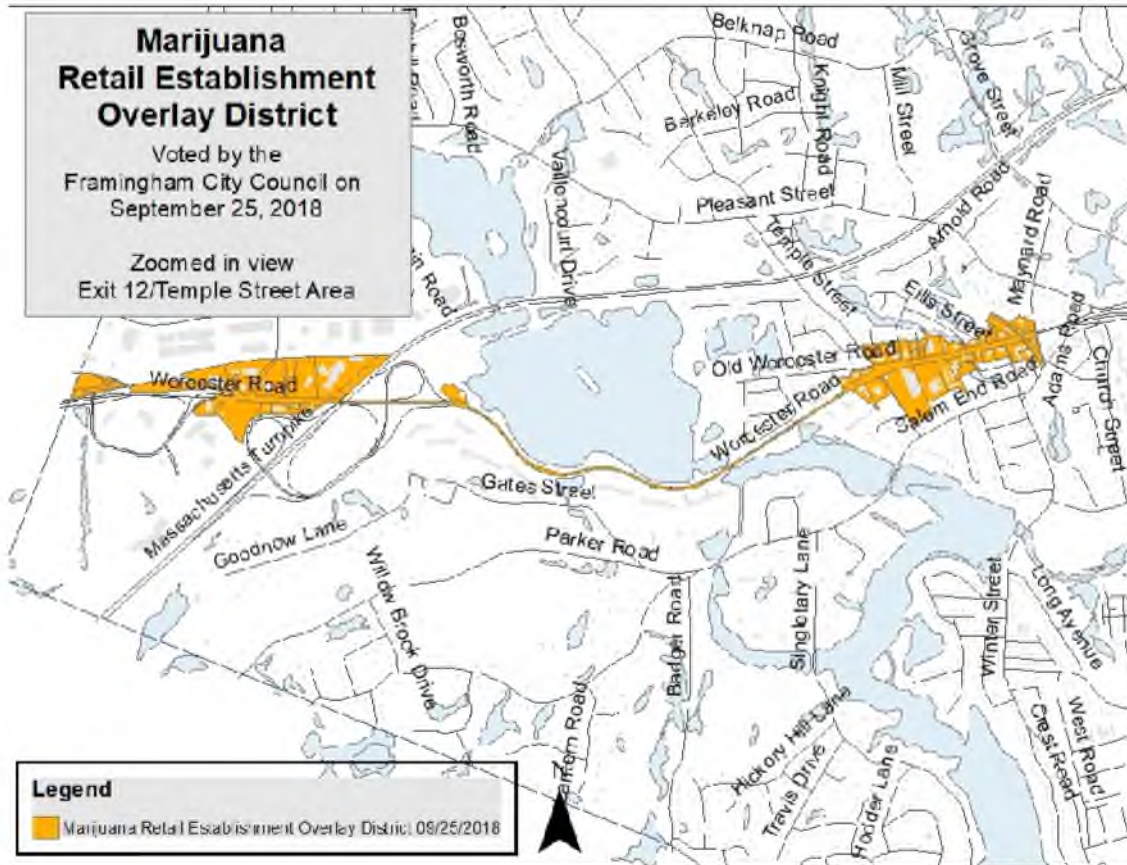 Marijuana
Retail Establishment
Overlay District
Voted by the
Framingham City Council on
September 25, 2018
Zoomed in view
Exit 12/Temple Street Area
Bosworth Road
Belknap Road
Grove Street
Knight Road
Mill Street
Barkeley Road
Vailloncourt Drive
Pleasant Street
Arnold Road
Maynard Road
Temple Street
Road
Ellis Street
Adams Road
Old Worcester Road
Worcester Road
Worcester Road
Salem End Road
Church Street
Massachusetts Turnpike
Gates Street
Goodnow Lane
Parker Road
Willow Brook Drive
Badger Road
Singletary Lane
Winter Street
Long Avenue
Road
Hickory Hill Lane
Travis Drive
Hodder Lane
Crest Road
West Road
Legend
Marijuana Retail Establishment Overlay District 09/25/2018